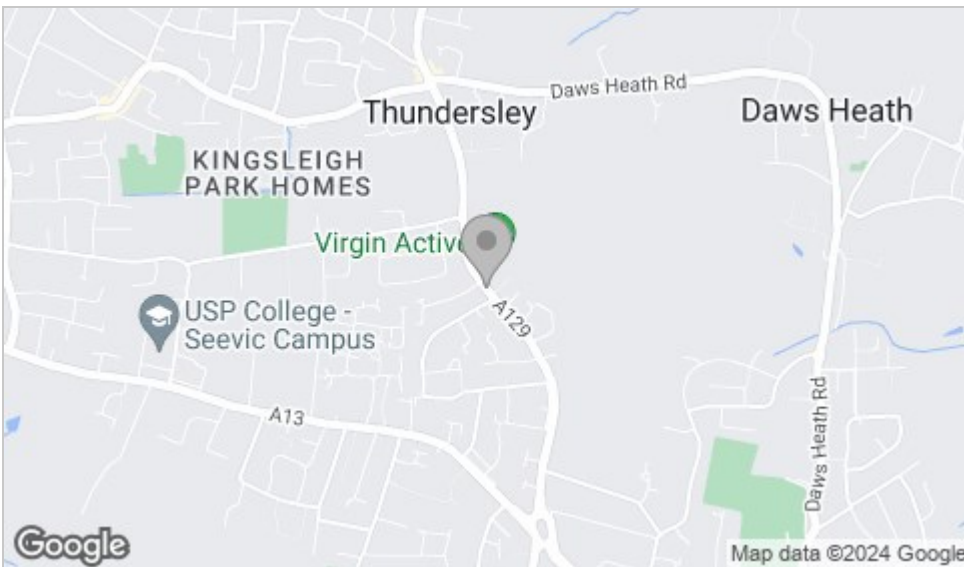 Daws Heath Rd
Thundersley
Daws Heath
KINGSLEIGH
PARK HOMES
Virgin Active
USP College -
Seevic Campus
A129
A13
Daws Heath Rd
Google
Map data ©2024 Google